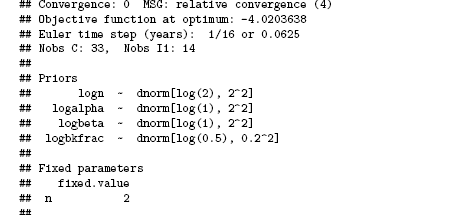 ## Convergence: 0  MSG: relative convergence (4)
## Objective function at optimum: -4.0203638
## Euler time step (years):  1/16 or 0.0625
## Nobs C: 33,  Nobs I1: 14
##
## Priors
##      logn  ~  dnorm[log(2), 2^2]
##  logalpha  ~  dnorm[log(1), 2^2]
##   logbeta  ~  dnorm[log(1), 2^2]
##  logbkfrac  ~  dnorm[log(0.5), 0.2^2]
##
## Fixed parameters
##    fixed.value
##  n           2
##